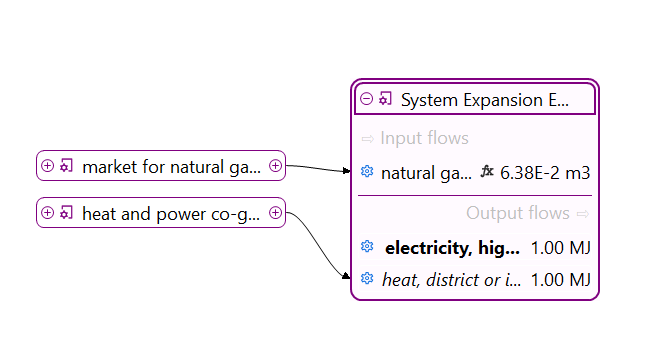 System Expansion E...
Input flows
market for natural ga...
natural ga... fx 6.38E-2 m3
heat and power co-g...
Output flows
electricity, hig... 1.00 MJ
heat, district or i... 1.00 MJ